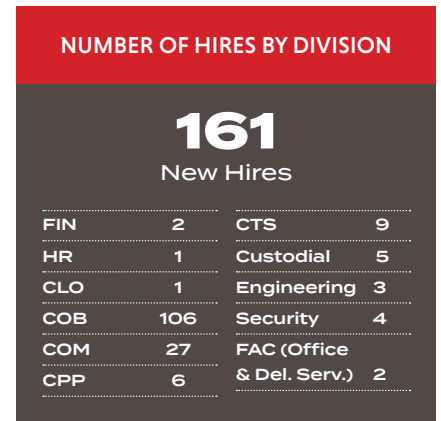 NUMBER OF HIRES BY DIVISION
161
New Hires
FIN 2
HR 1
CLO 1
COB 106
COM 27
CPP 6
CTS 9
Custodial 5
Engineering 3
Security 4
FAC (Office
& Del. Serv.) 2